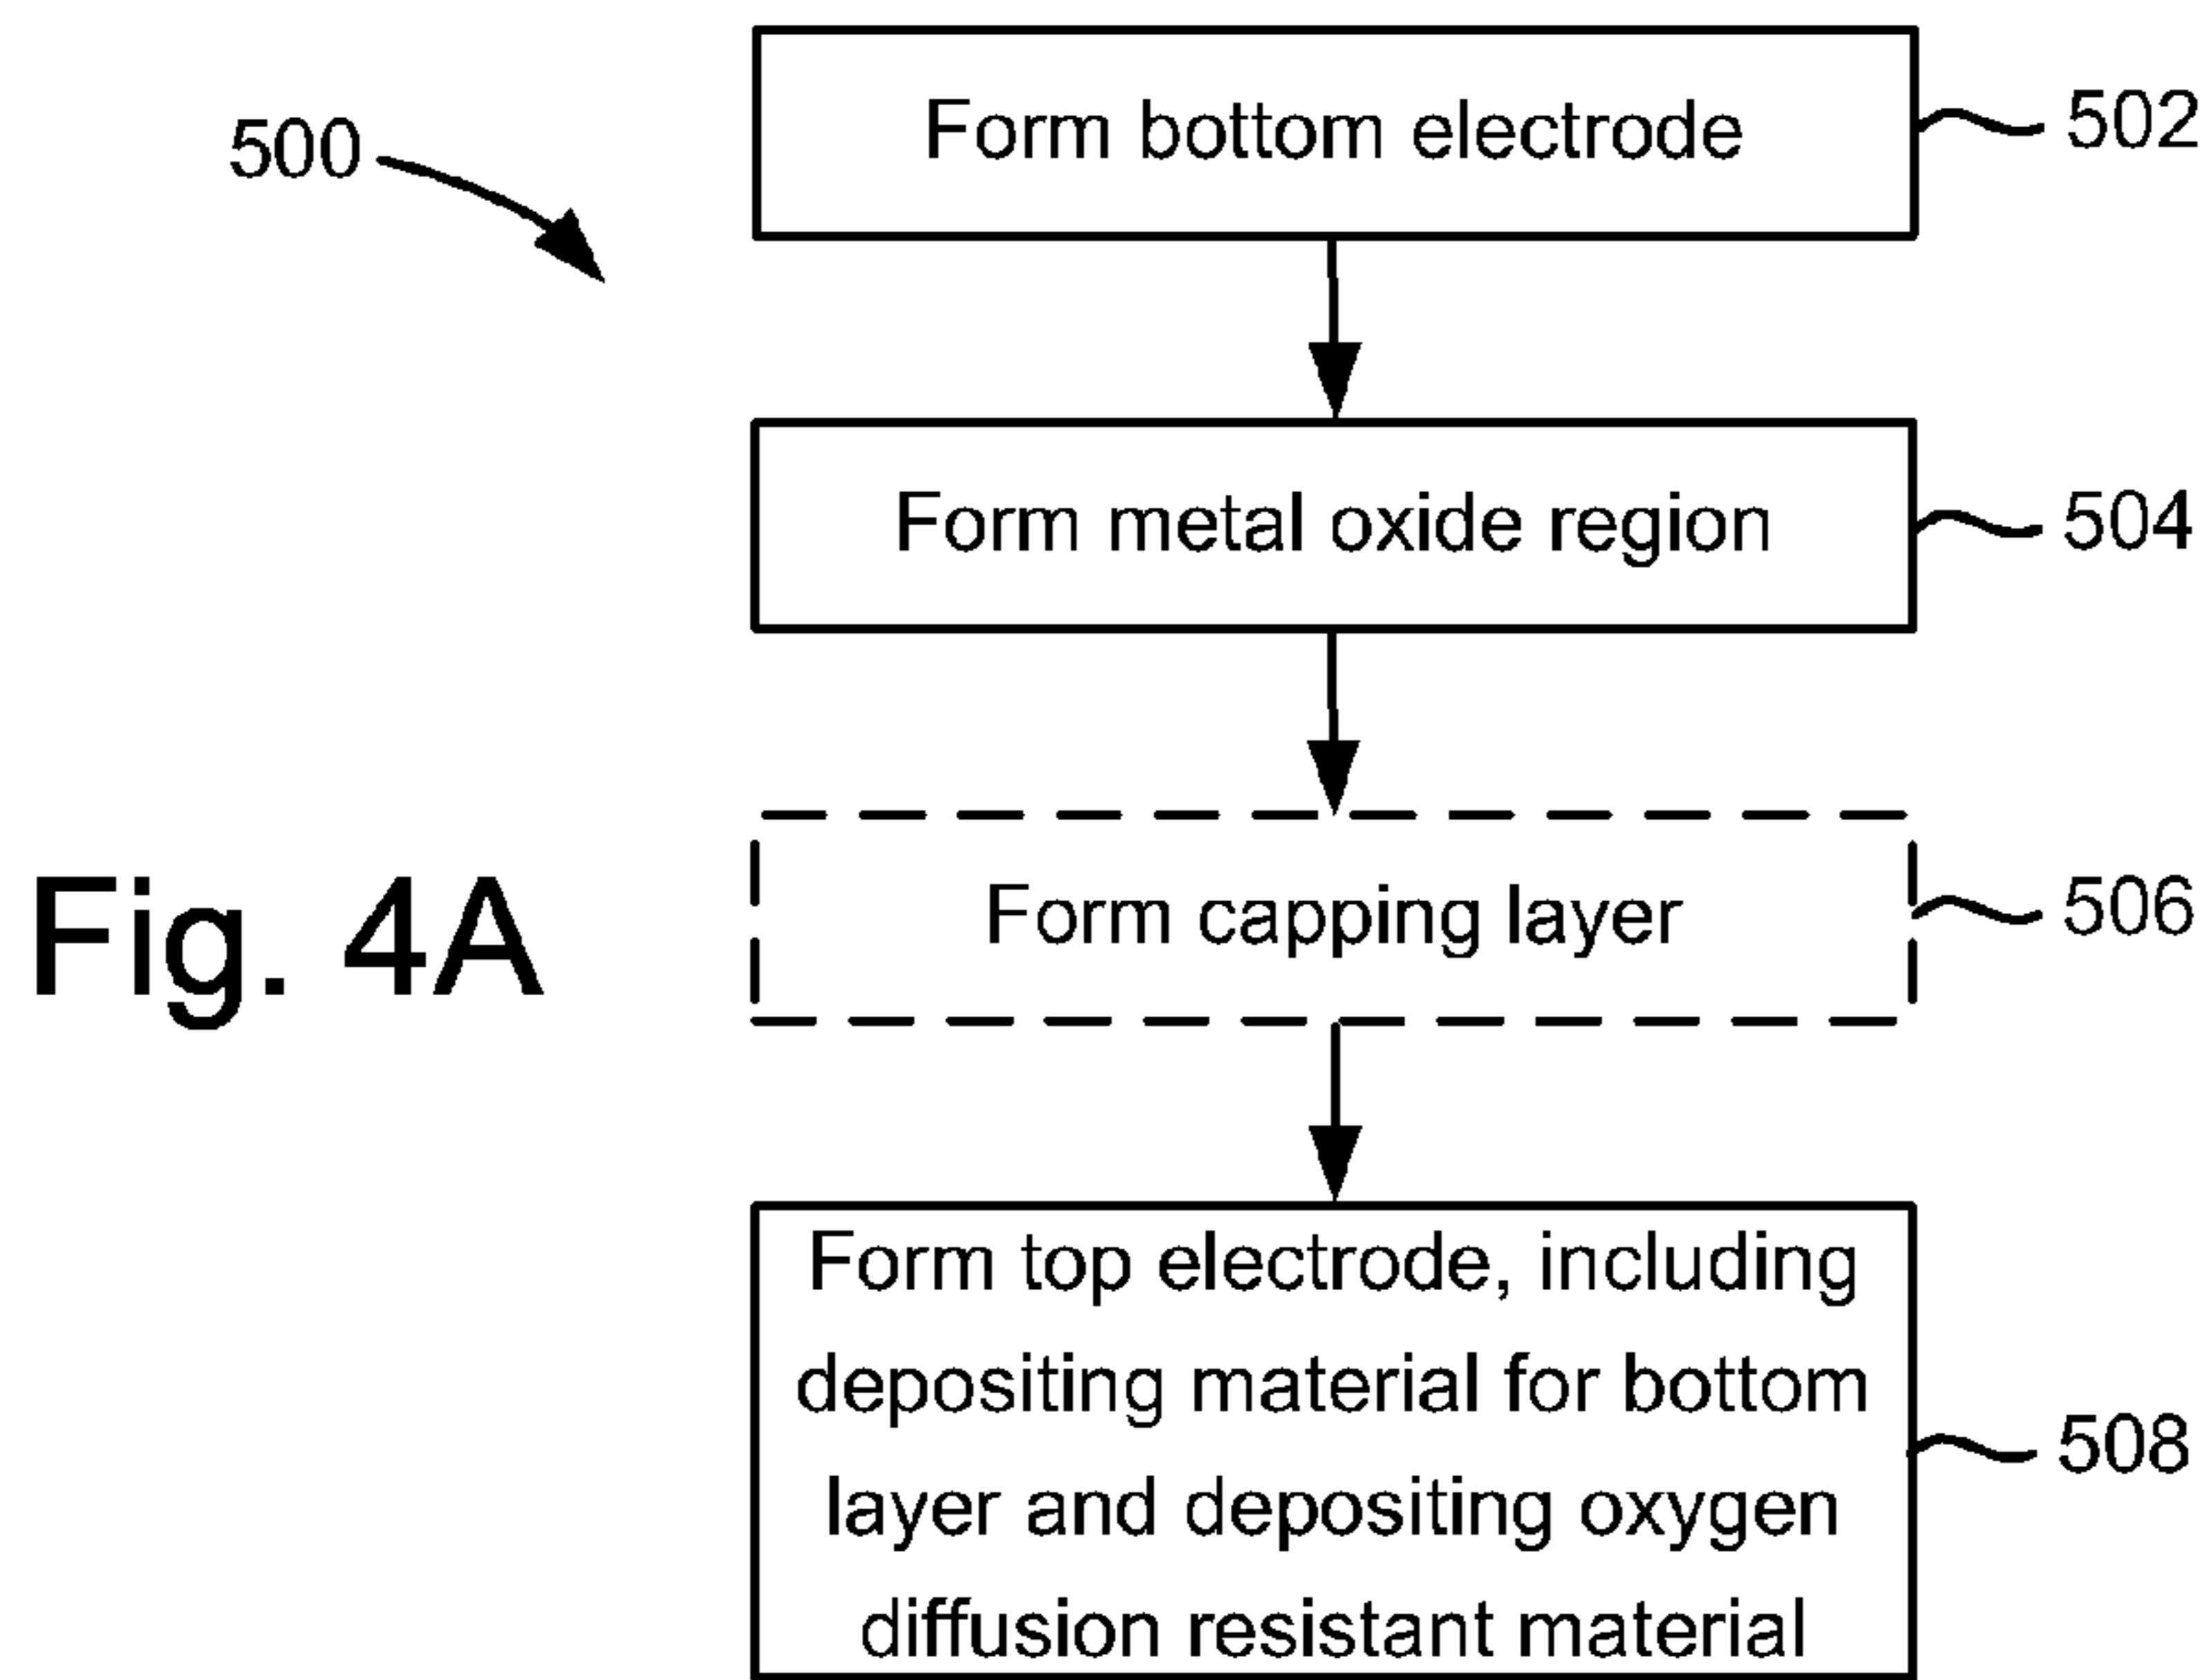 500
Form bottom electrode
502
Form metal oxide region
504
Fig. 4A
Form capping layer
506
Form top electrode, including
depositing material for bottom
layer and depositing oxygen
diffusion resistant material
508